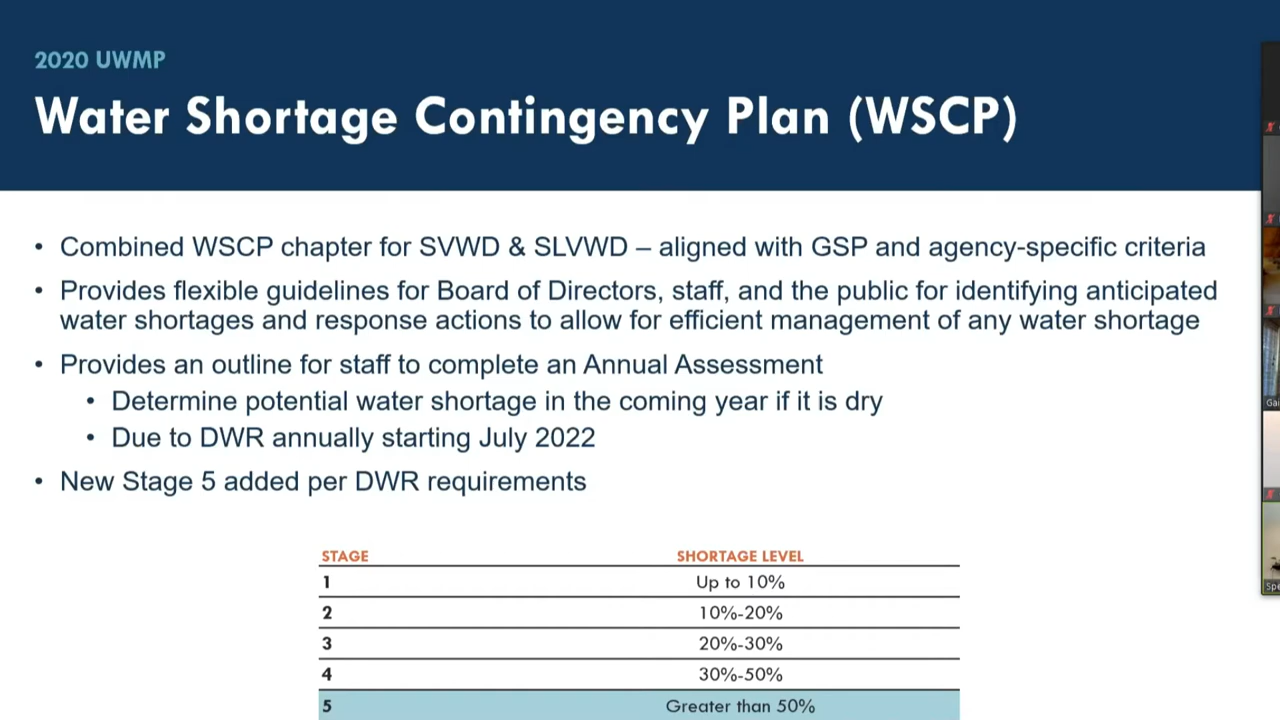 2020 UWMP
Water Shortage Contingency Plan (WSCP)
• Combined WSCP chapter for SVWD & SLVWD – aligned with GSP and agency-specific criteria
• Provides flexible guidelines for Board of Directors, staff, and the public for identifying anticipated
water shortages and response actions to allow for efficient management of any water shortage
• Provides an outline for staff to complete an Annual Assessment
• Determine potential water shortage in the coming year if it is dry
• Due to DWR annually starting July 2022
• New Stage 5 added per DWR requirements
STAGE SHORTAGE LEVEL
1 Up to 10%
2 10%-20%
3 20%-30%
4 30%-50%
5 Greater than 50%
Gai
Spe